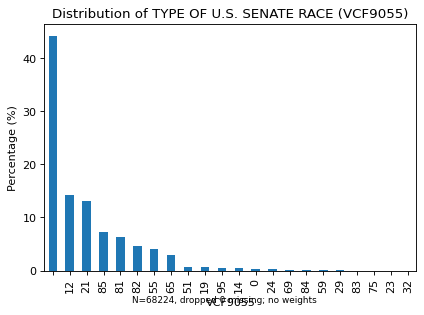 Distribution of TYPE OF U.S. SENATE RACE (VCF9055)
Percentage (%)
40
30
20
10
0
12 21 85 81 82 55 65 51 19 95 14 0 24 69 84 59 29 83 75 23 32
VCF9055
N=68224, dropped 0 missing; no weights